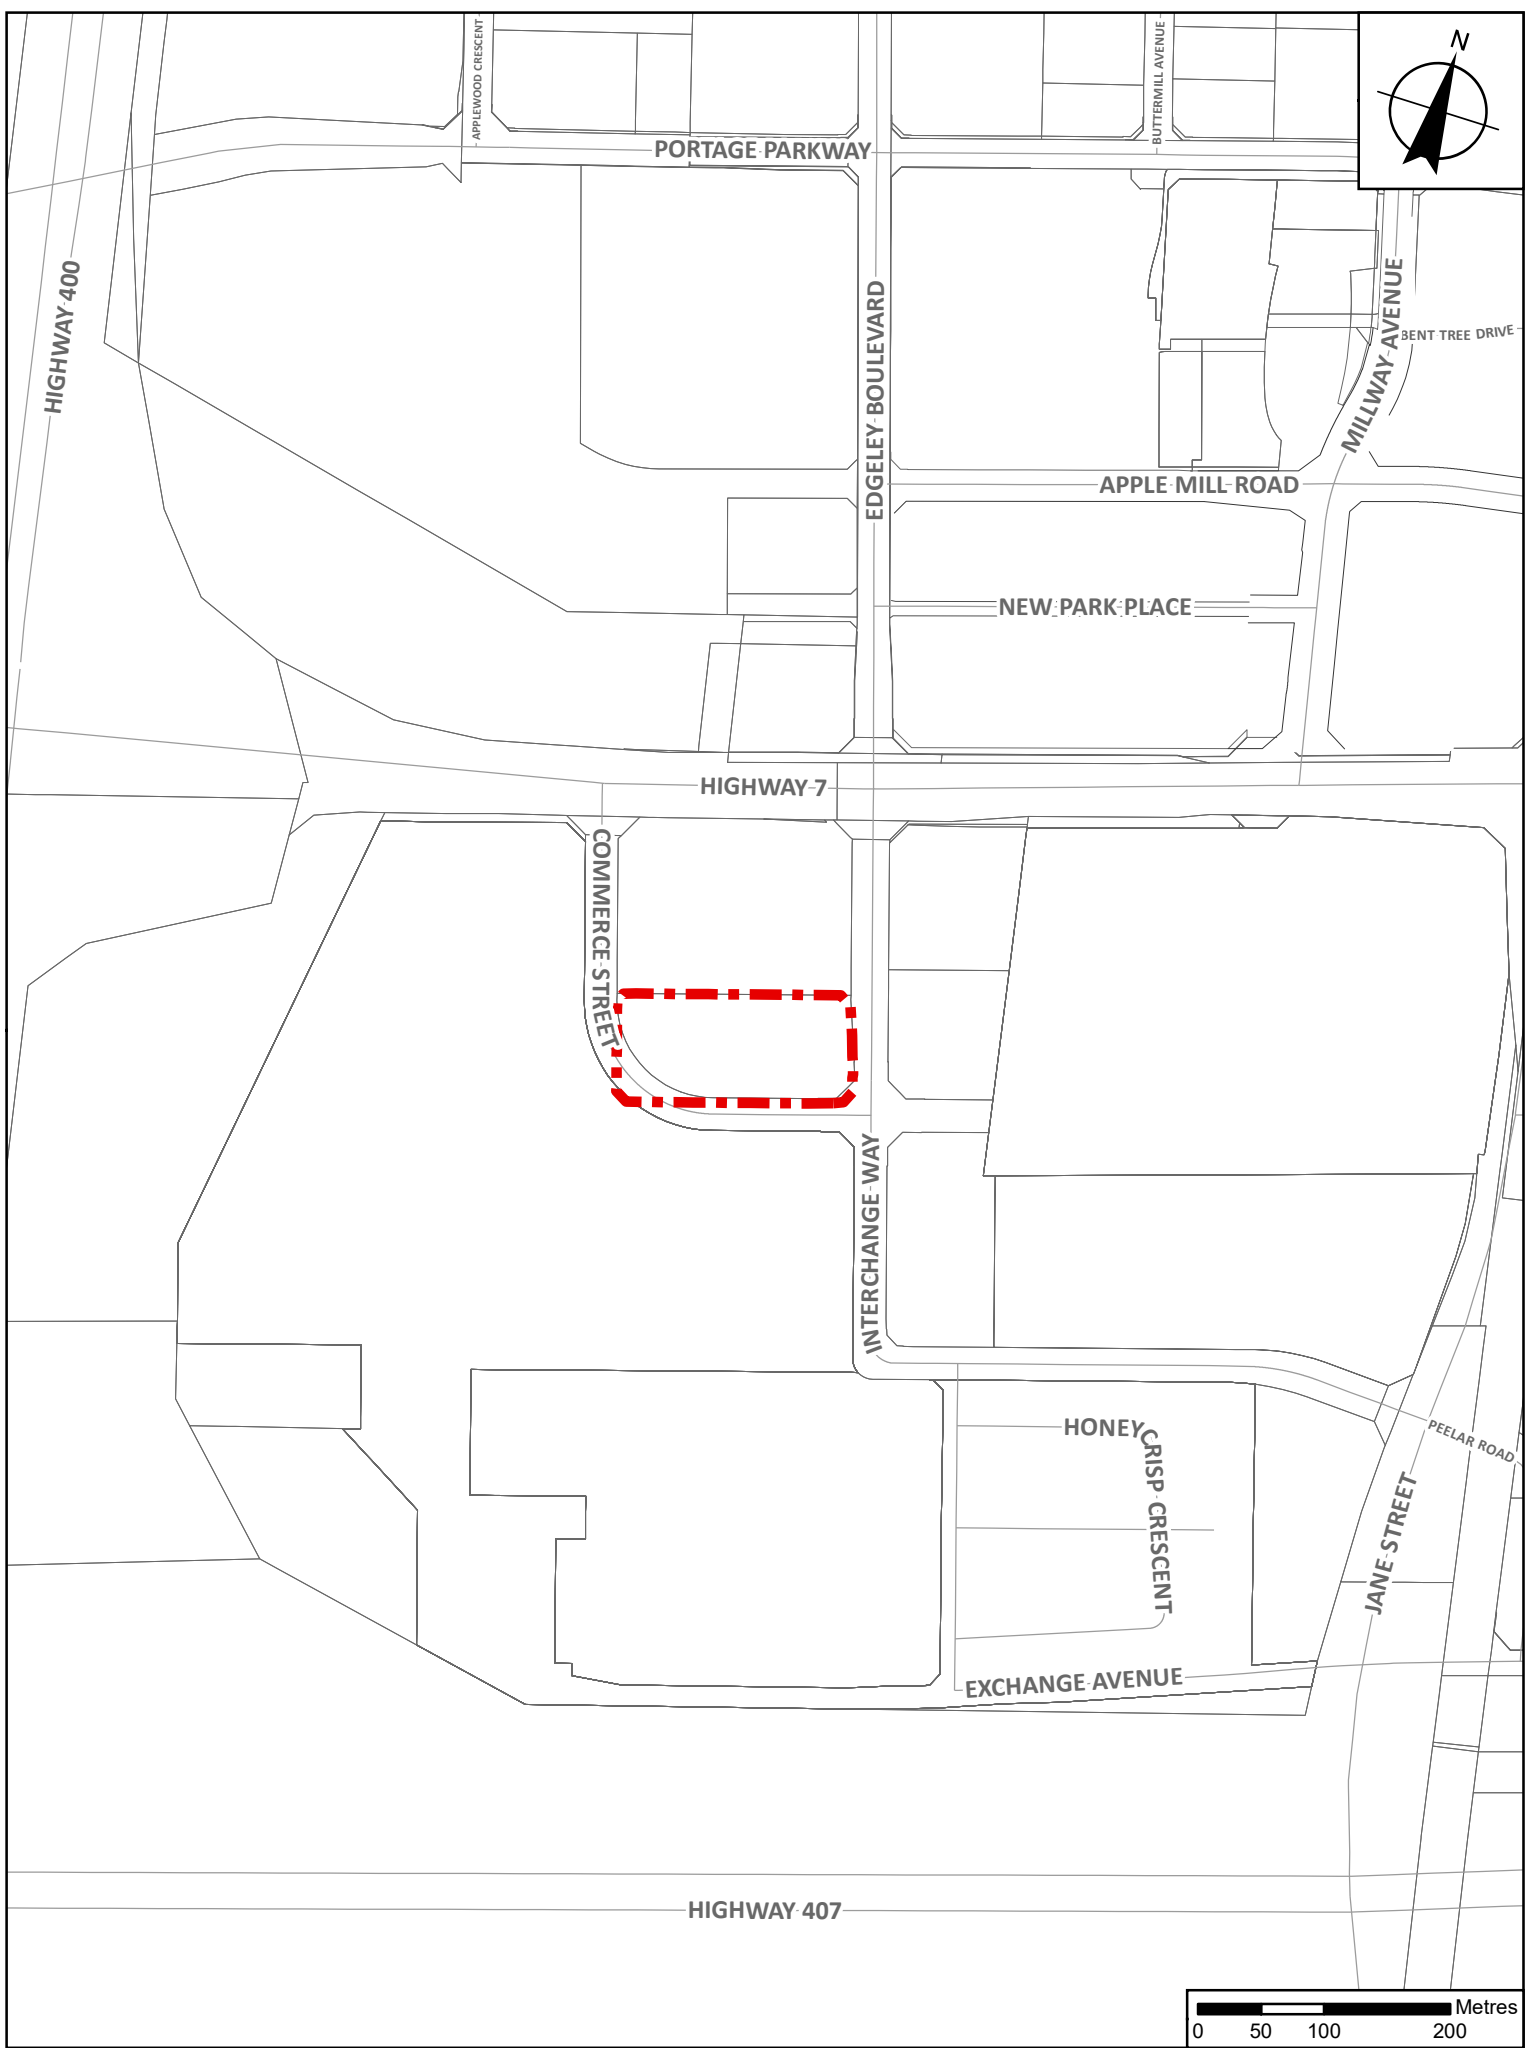 APPLEWOOD CRESCENT
BUTTERMILL AVENUE
N
PORTAGE PARKWAY
HIGHWAY 400
EDGELEY BOULEVARD
MILLWAY AVENUE
BENT TREE DRIVE
APPLE MILL ROAD
NEW PARK PLACE
HIGHWAY 7
COMMERCE STREET
INTERCHANGE WAY
HONEYCRISP CRESCENT
PEELAR ROAD
JANE STREET
EXCHANGE AVENUE
HIGHWAY 407
Metres
0 50 100 200